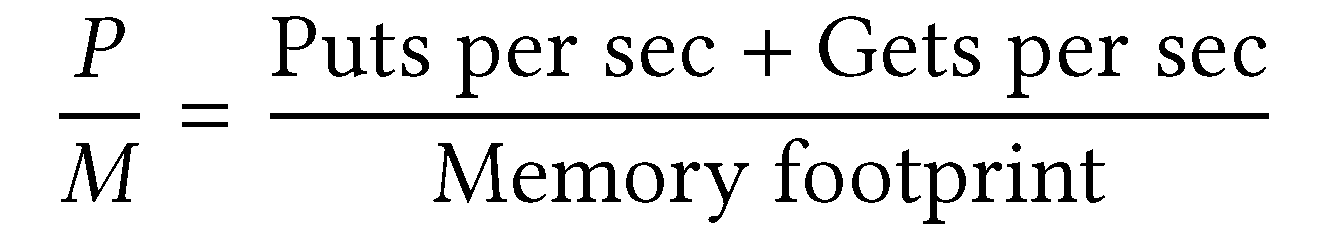 P/M = Puts per sec + Gets per sec / Memory footprint